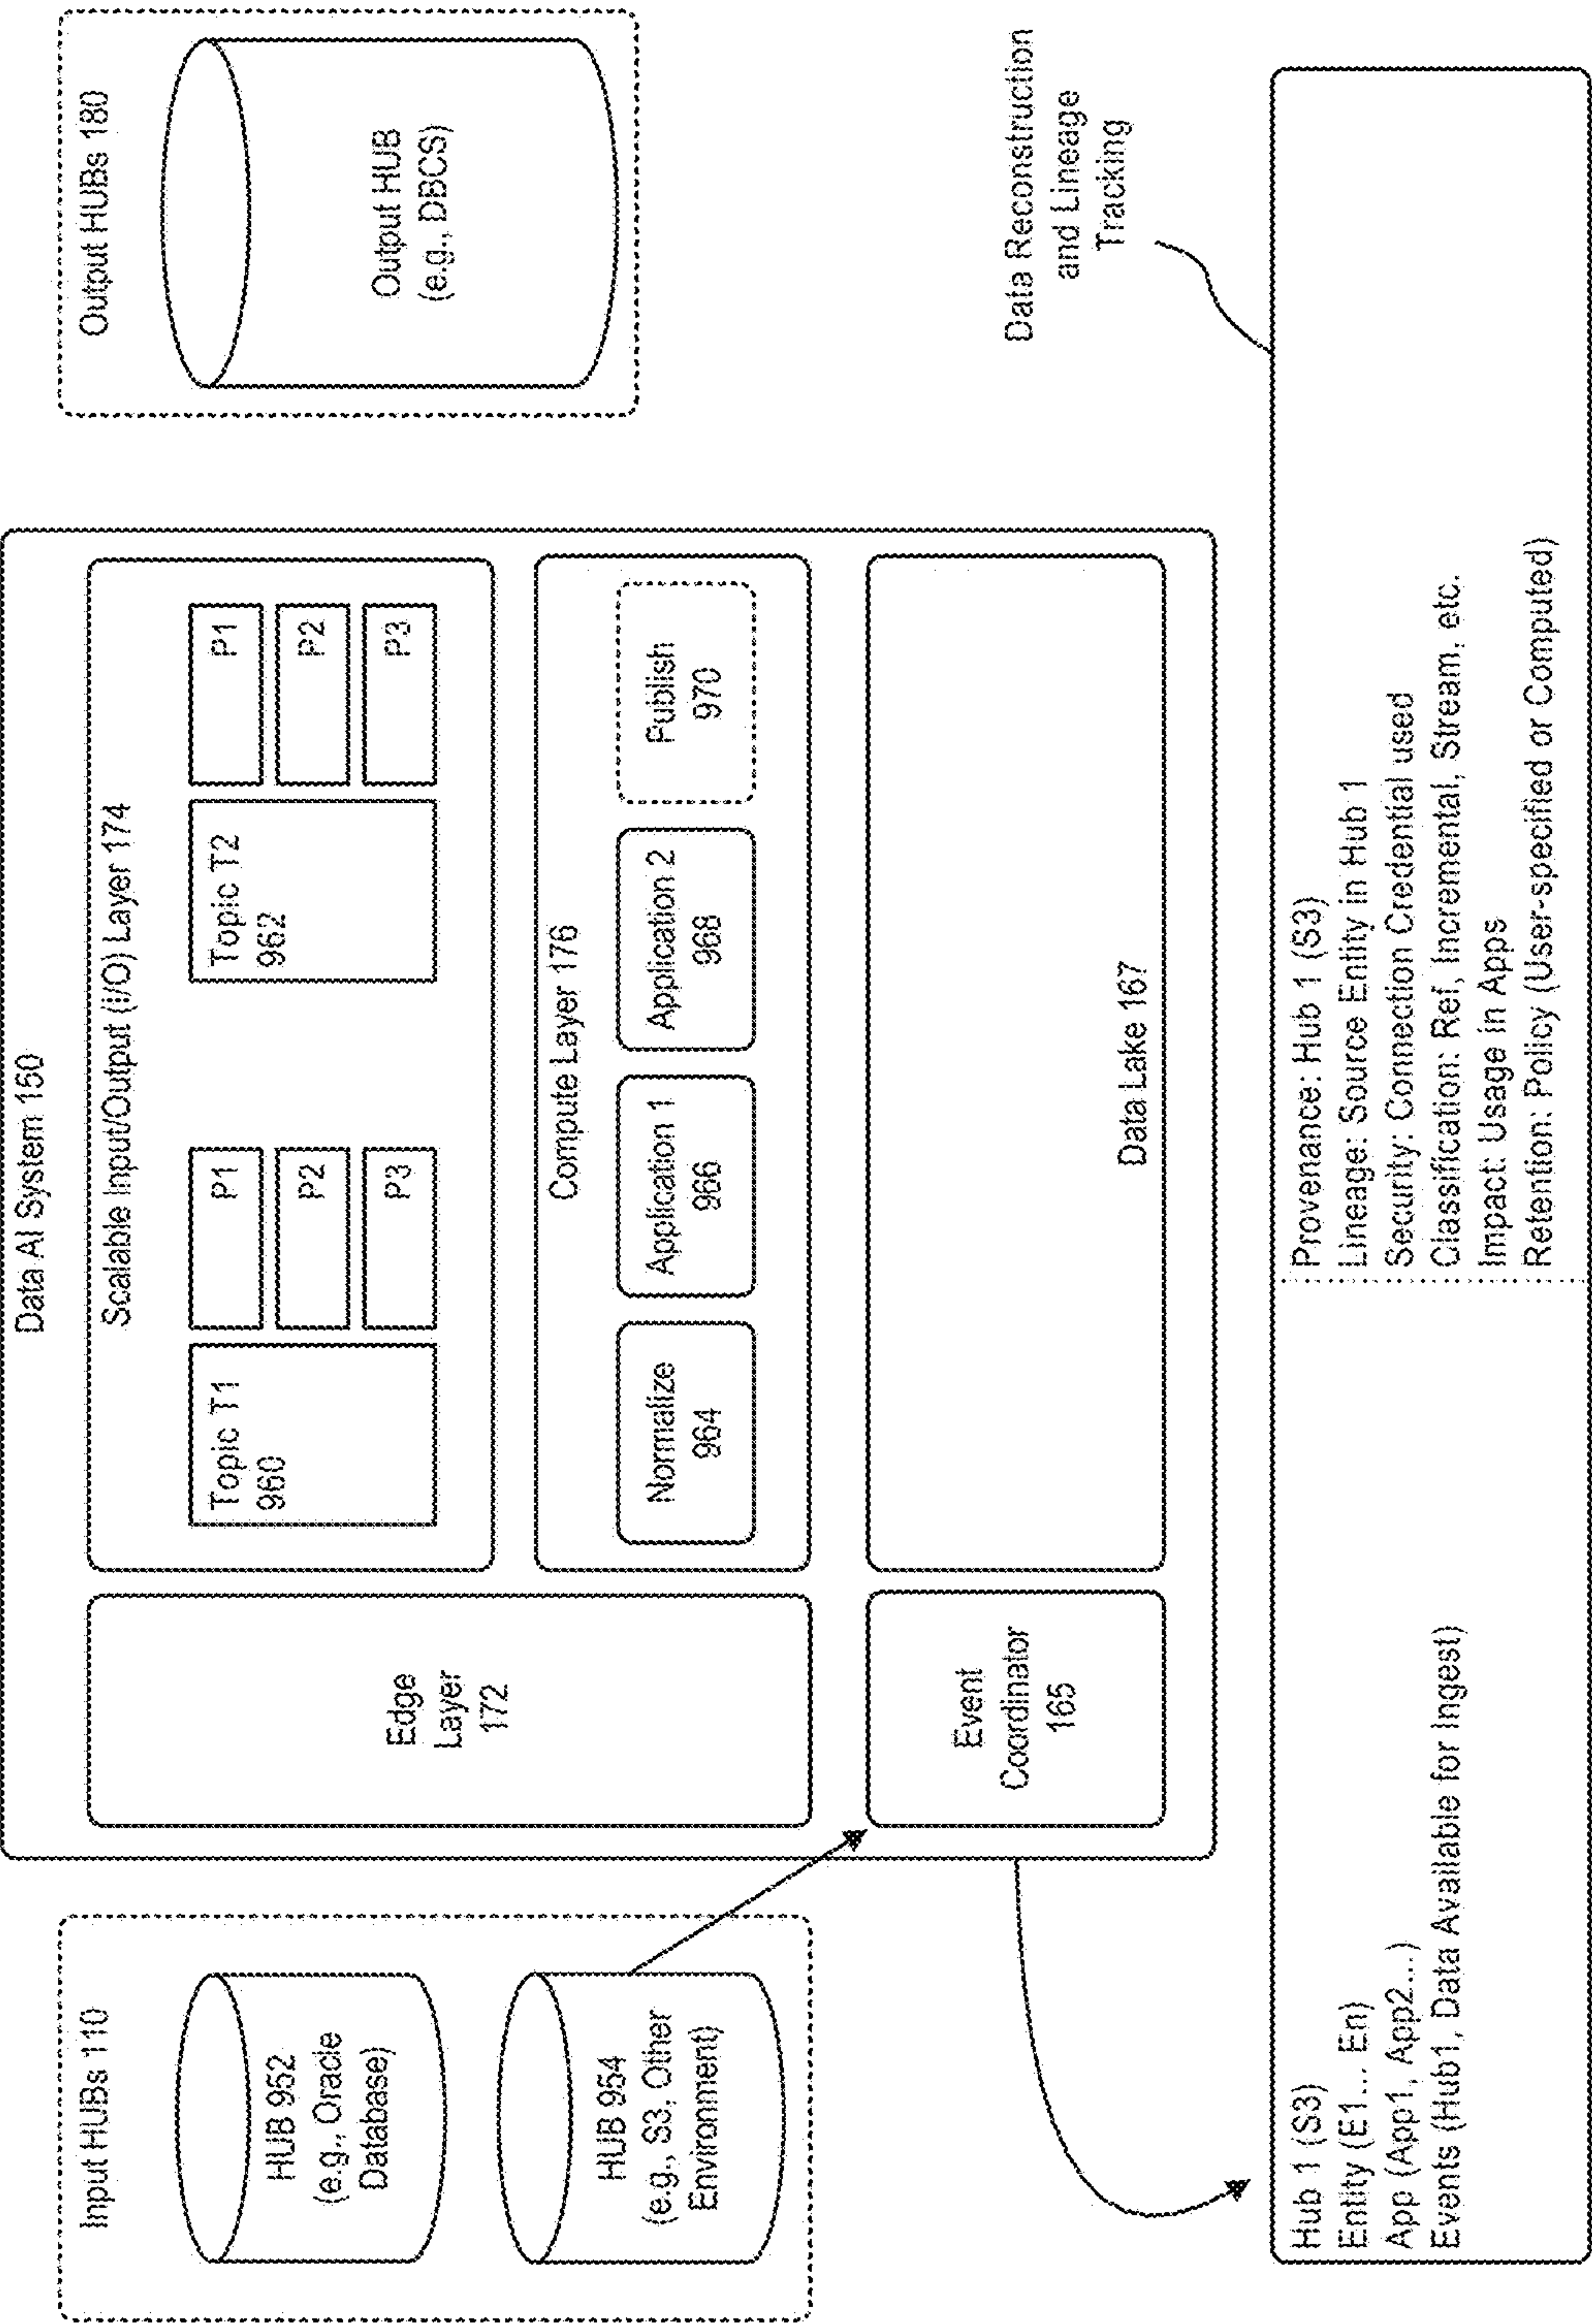 Input HUBs 110
HUB 952
(e.g., Oracle
Database)
HUB 954
(e.g., S3, Other
Environment)
Data AI System 150
Edge
Layer
172
Scalable Input/Output (I/O) Layer 174
Topic T1
960
P1
P2
P3
Topic T2
962
P1
P2
P3
Compute Layer 176
Normalize
964
Application 1
966
Application 2
968
Publish
970
Event
Coordinator
165
Data Lake 167
Output HUBs 180
Output HUB
(e.g., DBCS)
Data Reconstruction
and Lineage
Tracking
Hub 1 (S3)
Entity (E1... En)
App (App1, App2...)
Events (Hub1, Data Available for Ingest)
Provenance: Hub 1 (S3)
Lineage: Source Entity in Hub 1
Security: Connection Credential used
Classification: Ref, Incremental, Stream, etc.
Impact: Usage in Apps
Retention: Policy (User-specified or Computed)